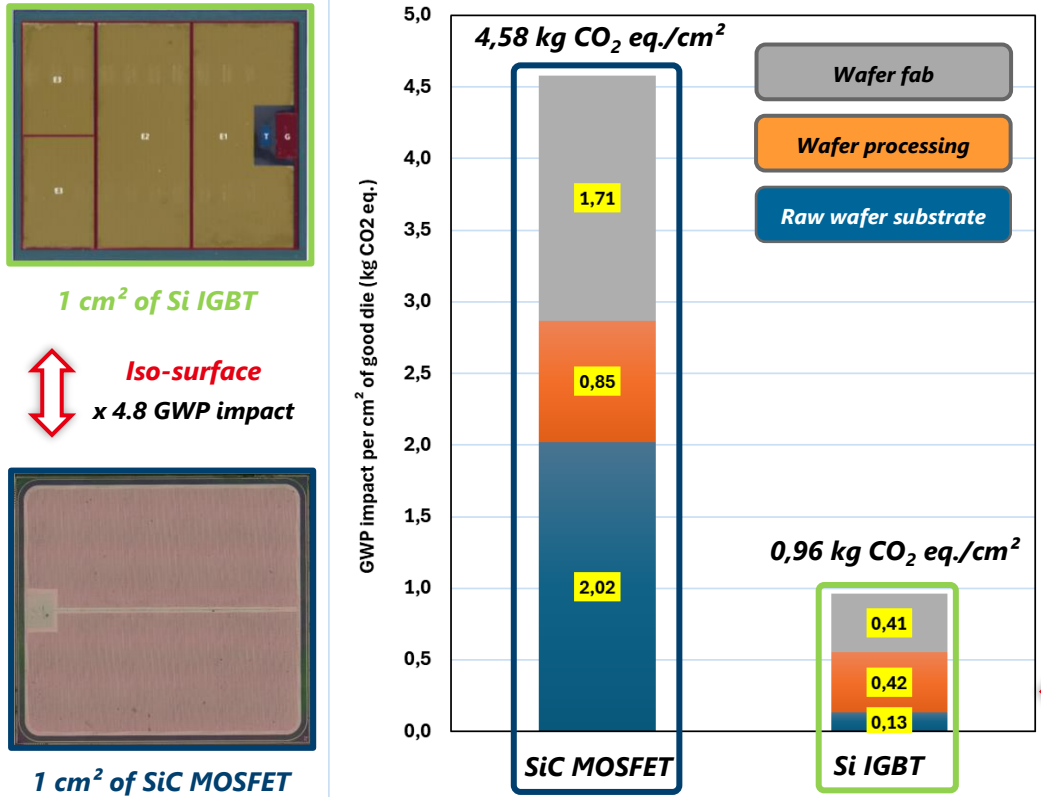 E3
E2
E1
T
G
E3
1 cm² of Si IGBT
Iso-surface
x 4.8 GWP impact
1 cm² of SiC MOSFET
GWP impact per cm² of good die (kg CO2 eq.)
5,0
4,5
4,0
3,5
3,0
2,5
2,0
1,5
1,0
0,5
0,0
4,58 kg CO₂ eq./cm²
1,71
0,85
2,02
SiC MOSFET
Wafer fab
Wafer processing
Raw wafer substrate
0,96 kg CO₂ eq./cm²
0,41
0,42
0,13
Si IGBT